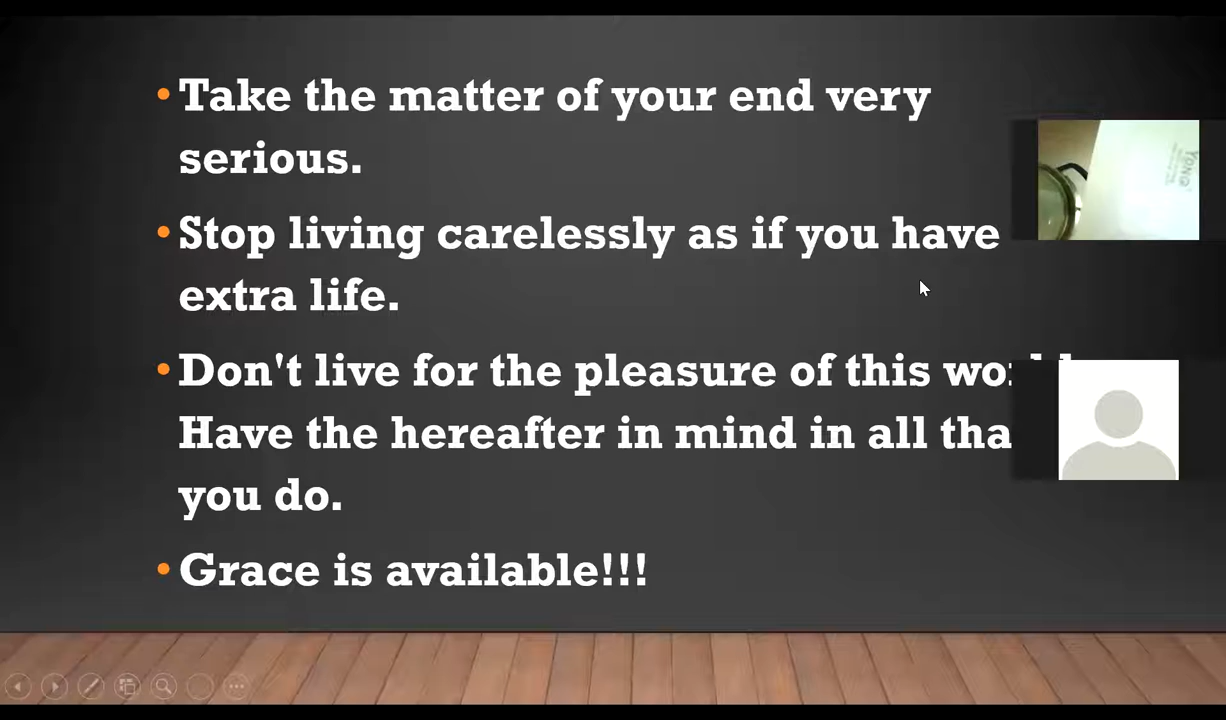 • Take the matter of your end very
serious.
• Stop living carelessly as if you have
extra life.
• Don't live for the pleasure of this
Have the hereafter in mind in all
you do.
• Grace is available!!!
YONG